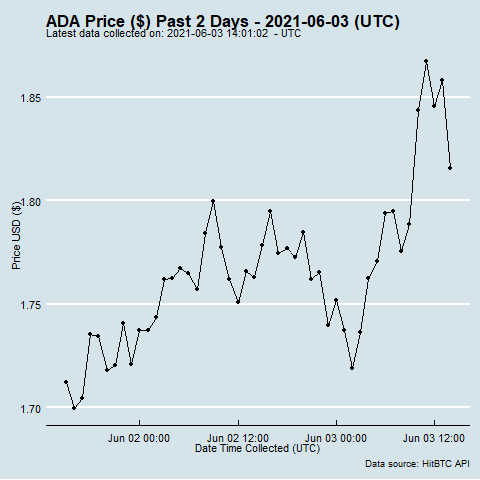 ADA Price ($) Past 2 Days - 2021-06-03 (UTC)
Latest data collected on: 2021-06-03 14:01:02 - UTC
1.85
1.80
1.75
1.70
Price USD ($)
Jun 02 00:00 Jun 02 12:00 Jun 03 00:00 Jun 03 12:00
Date Time Collected (UTC)
Data source: HitBTC API